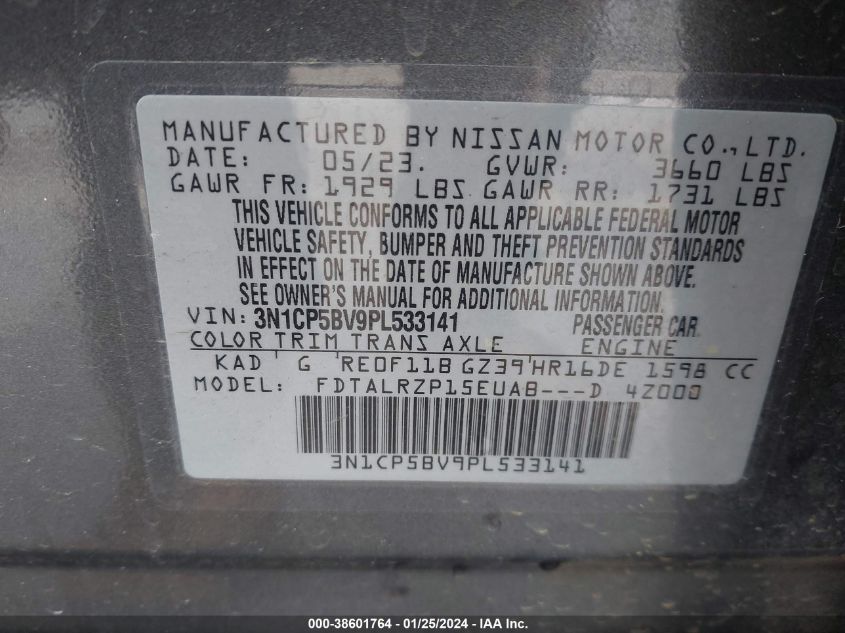 MANUFACTURED BY NISSAN MOTOR CO., LTD.
DATE: 05/23. GVWR: 3660 LBS
GAWR FR: 1929 LBS GAWR RR: 1731 LBS
THIS VEHICLE CONFORMS TO ALL APPLICABLE FEDERAL MOTOR
VEHICLE SAFETY, BUMPER AND THEFT PREVENTION STANDARDS
IN EFFECT ON THE DATE OF MANUFACTURE SHOWN ABOVE.
SEE OWNER'S MANUAL FOR ADDITIONAL INFORMATION.
VIN: 3N1CP5BV9PL533141 PASSENGER CAR
COLOR TRIM TRANS AXLE ENGINE
KAD G RE0F11B GZ39 HR16DE 1598 CC
MODEL: FDTALRZP15EUAB---D 4Z000
3N1CP5BV9PL533141
000-38601764 - 01/25/2024 - IAA Inc.